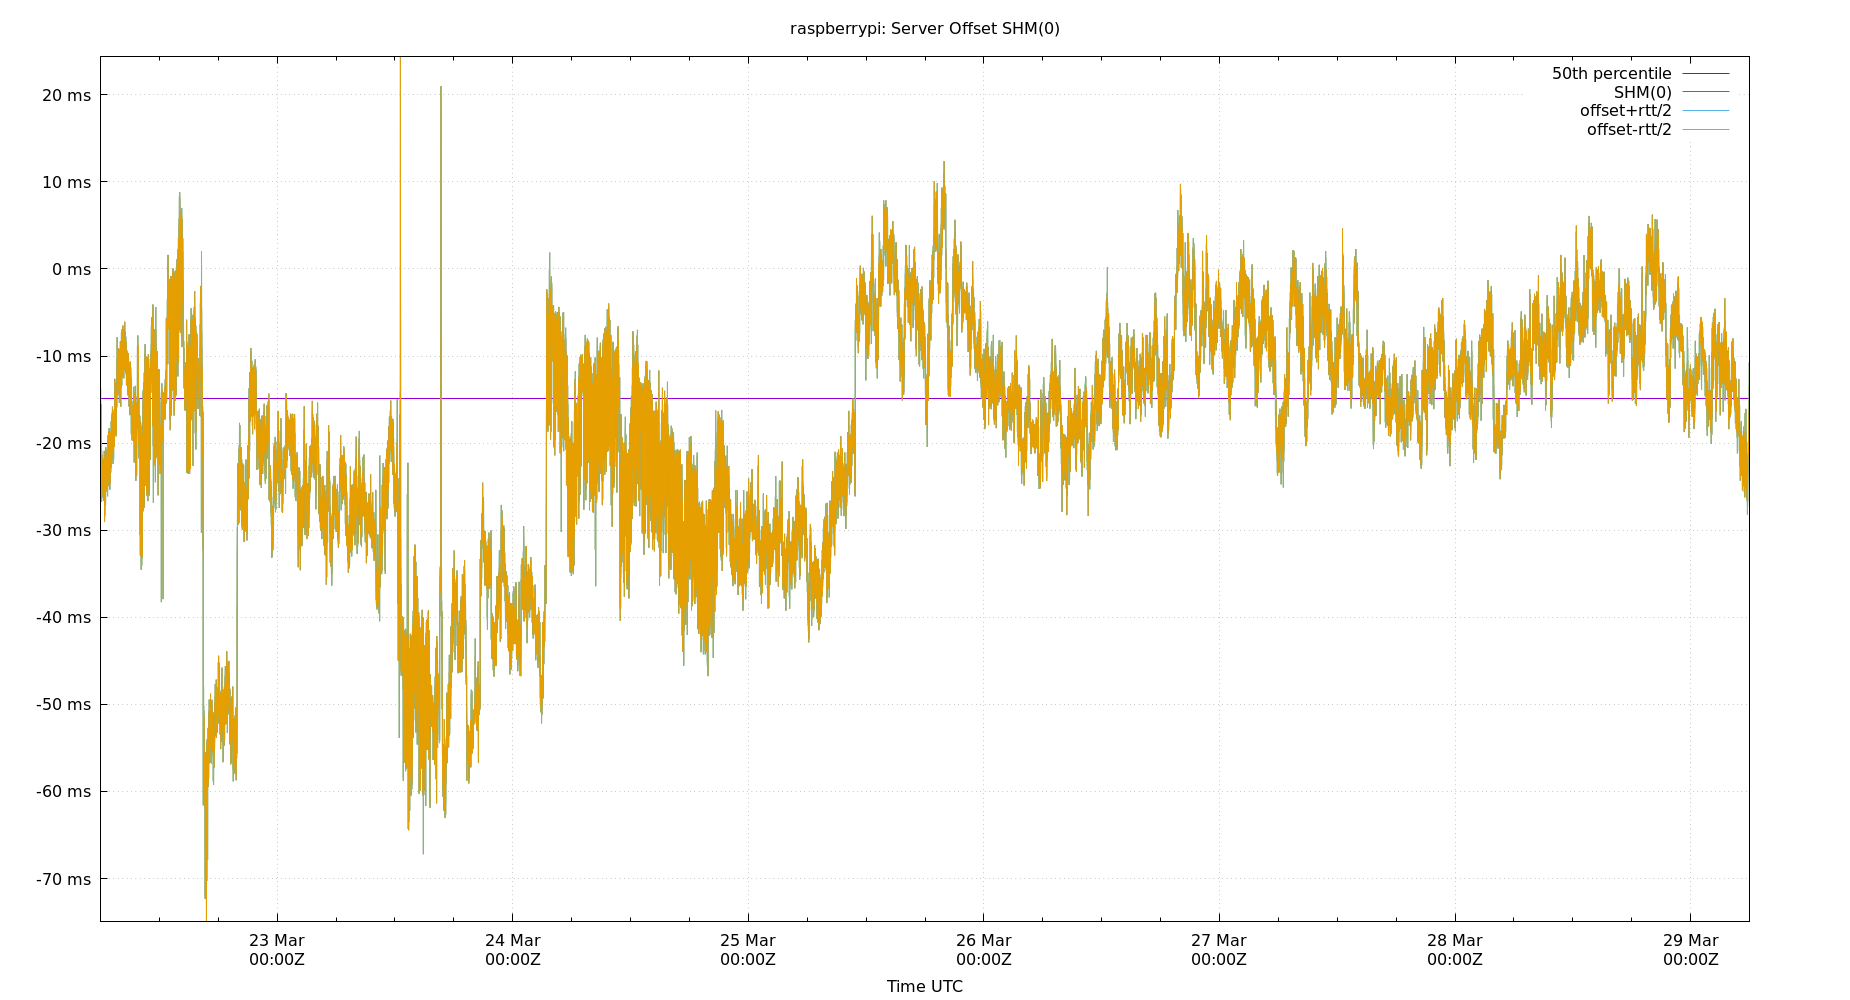 raspberrypi: Server Offset SHM(0)
50th percentile
SHM(0)
offset+rtt/2
offset-rtt/2
20 ms
10 ms
0 ms
-10 ms
-20 ms
-30 ms
-40 ms
-50 ms
-60 ms
-70 ms
23 Mar 24 Mar 25 Mar 26 Mar 27 Mar 28 Mar 29 Mar
00:00Z 00:00Z 00:00Z 00:00Z 00:00Z 00:00Z 00:00Z
Time UTC